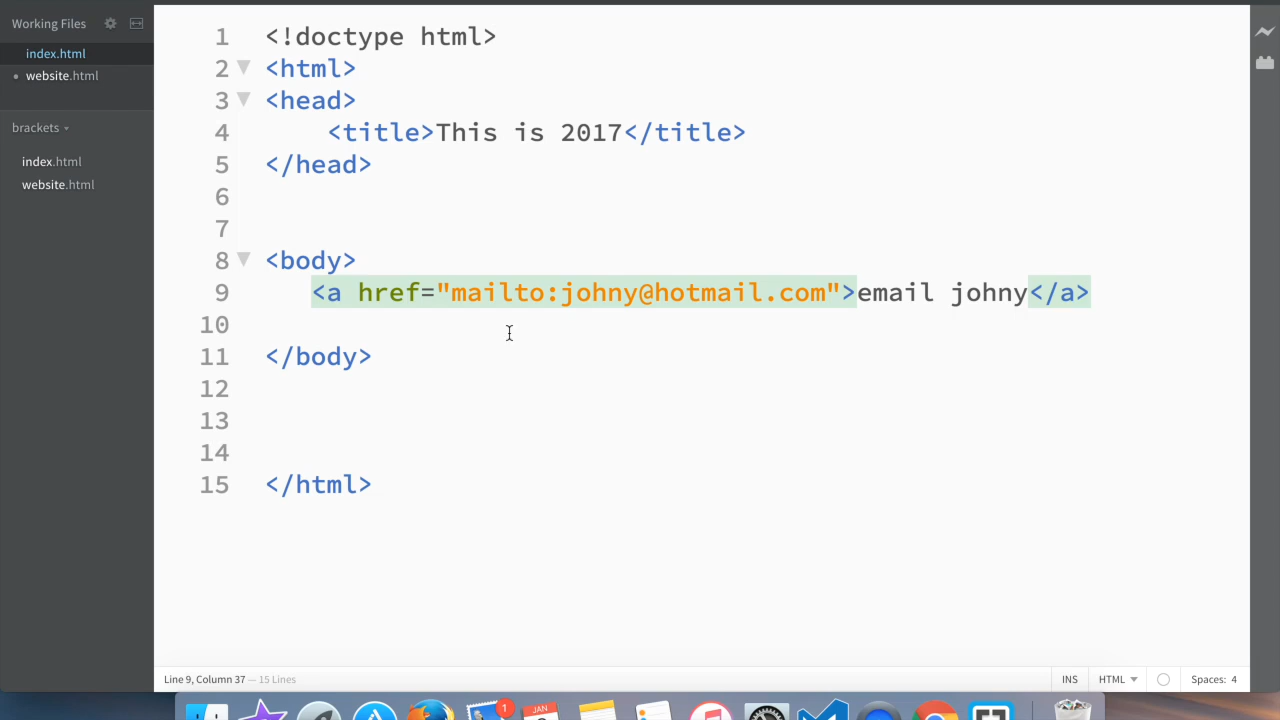 Working Files
index.html
website.html
brackets
index.html
website.html
1 <!doctype html>
2 <html>
3 <head>
4 <title>This is 2017</title>
5 </head>
6
7
8 <body>
9 <a href="mailto:johny@hotmail.com">email johny</a>
10
11 </body>
12
13
14
15 </html>
Line 9, Column 37 — 15 Lines
INS
HTML
Spaces: 4
1
JAN